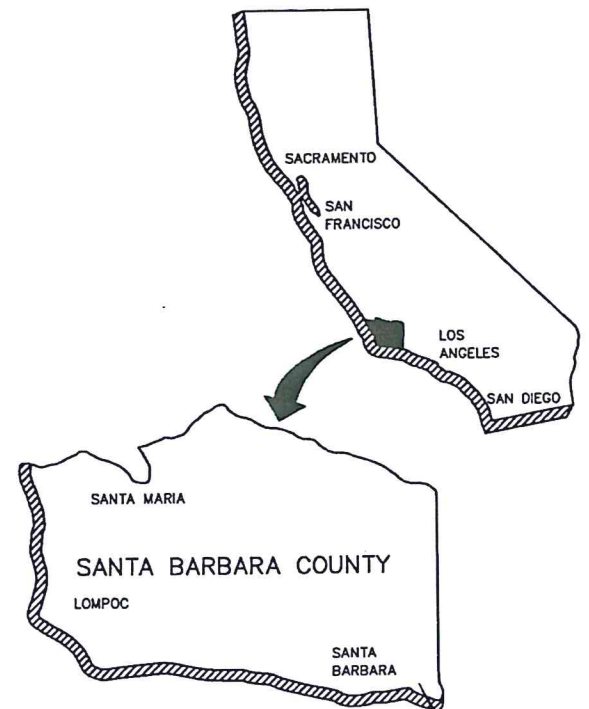 SACRAMENTO
SAN
FRANCISCO
LOS
ANGELES
SAN DIEGO
SANTA MARIA
SANTA BARBARA COUNTY
LOMPOC
SANTA
BARBARA